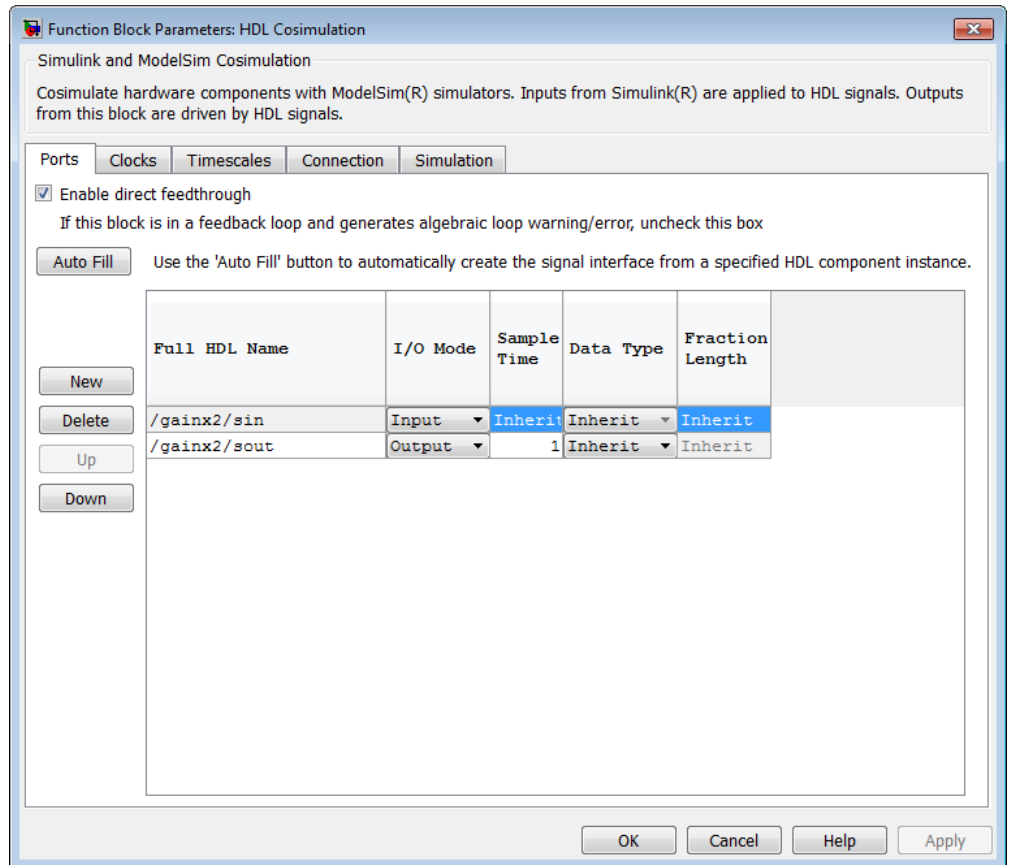 Function Block Parameters: HDL Cosimulation
Simulink and ModelSim Cosimulation
Cosimulate hardware components with ModelSim(R) simulators. Inputs from Simulink(R) are applied to HDL signals. Outputs
from this block are driven by HDL signals.
Ports Clocks Timescales Connection Simulation
Enable direct feedthrough
If this block is in a feedback loop and generates algebraic loop warning/error, uncheck this box
Auto Fill Use the 'Auto Fill' button to automatically create the signal interface from a specified HDL component instance.
Full HDL Name I/O Mode Sample Time Data Type Fraction Length
New
Delete /gainx2/sin Input Inherit Inherit Inherit
/gainx2/sout Output 1 Inherit Inherit
Up
Down
OK Cancel Help Apply